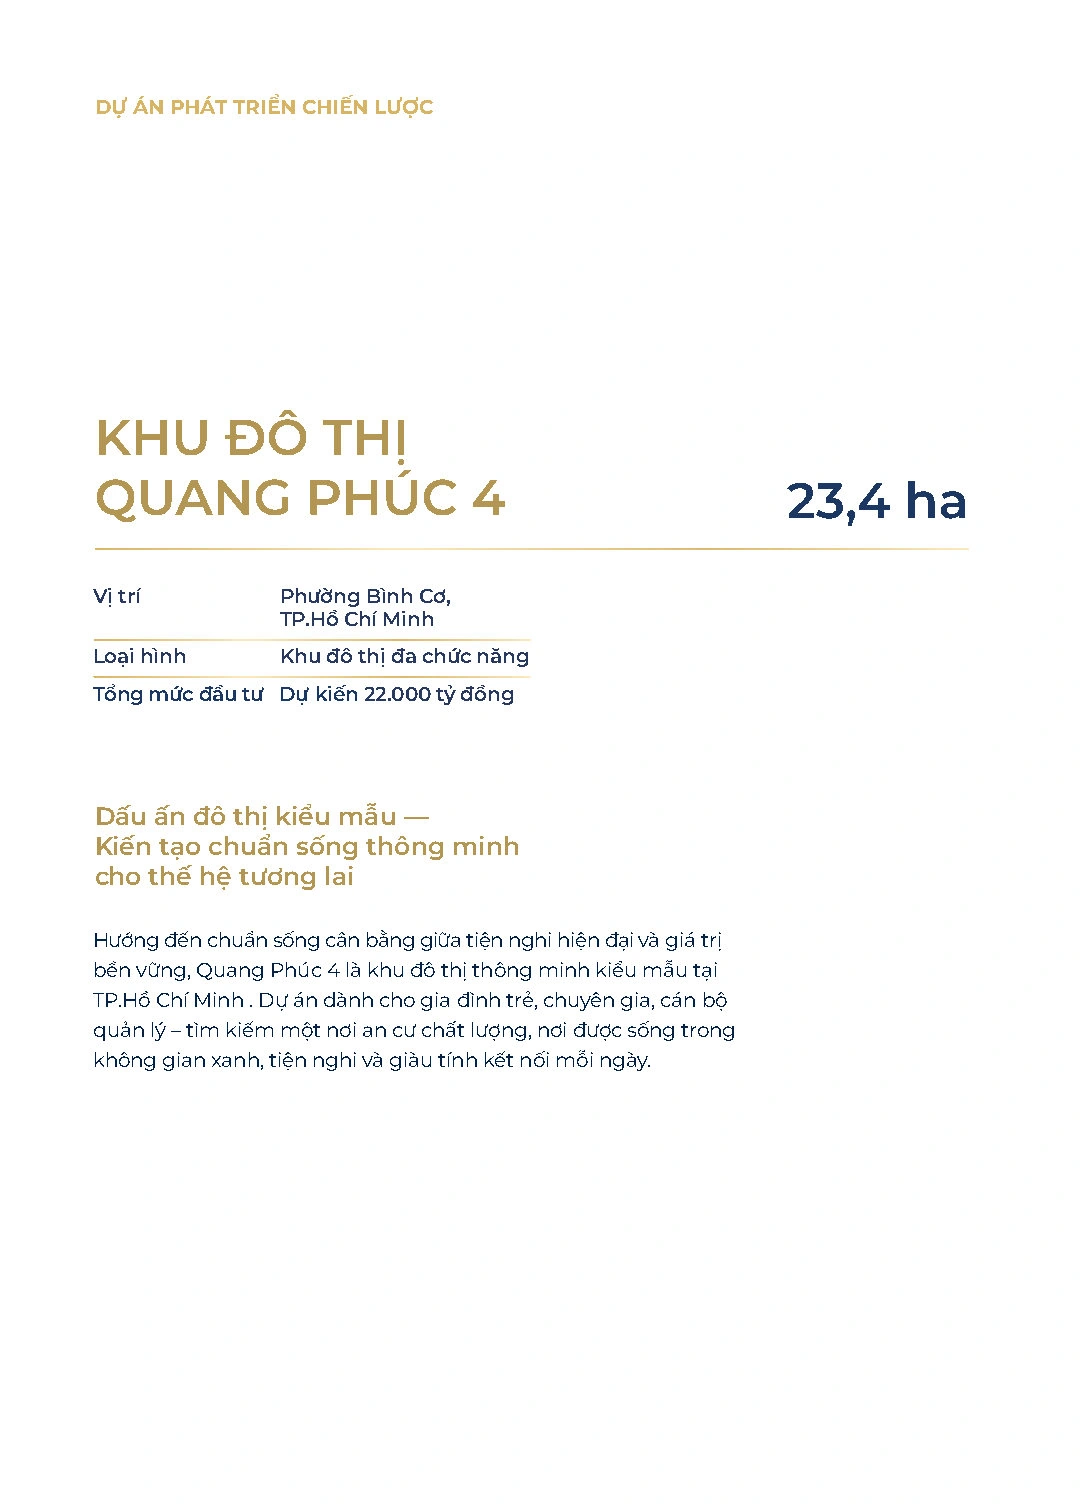 DỰ ÁN PHÁT TRIỂN CHIẾN LƯỢC
KHU ĐÔ THỊ
QUANG PHÚC 4
23,4 ha
Vị trí Phường Bình Cơ,
TP.Hồ Chí Minh
Loại hình Khu đô thị đa chức năng
Tổng mức đầu tư Dự kiến 22.000 tỷ đồng
Dấu ấn đô thị kiểu mẫu —
Kiến tạo chuẩn sống thông minh
cho thế hệ tương lai
Hướng đến chuẩn sống cân bằng giữa tiện nghi hiện đại và giá trị
bền vững, Quang Phúc 4 là khu đô thị thông minh kiểu mẫu tại
TP.Hồ Chí Minh . Dự án dành cho gia đình trẻ, chuyên gia, cán bộ
quản lý – tìm kiếm một nơi an cư chất lượng, nơi được sống trong
không gian xanh, tiện nghi và giàu tính kết nối mỗi ngày.